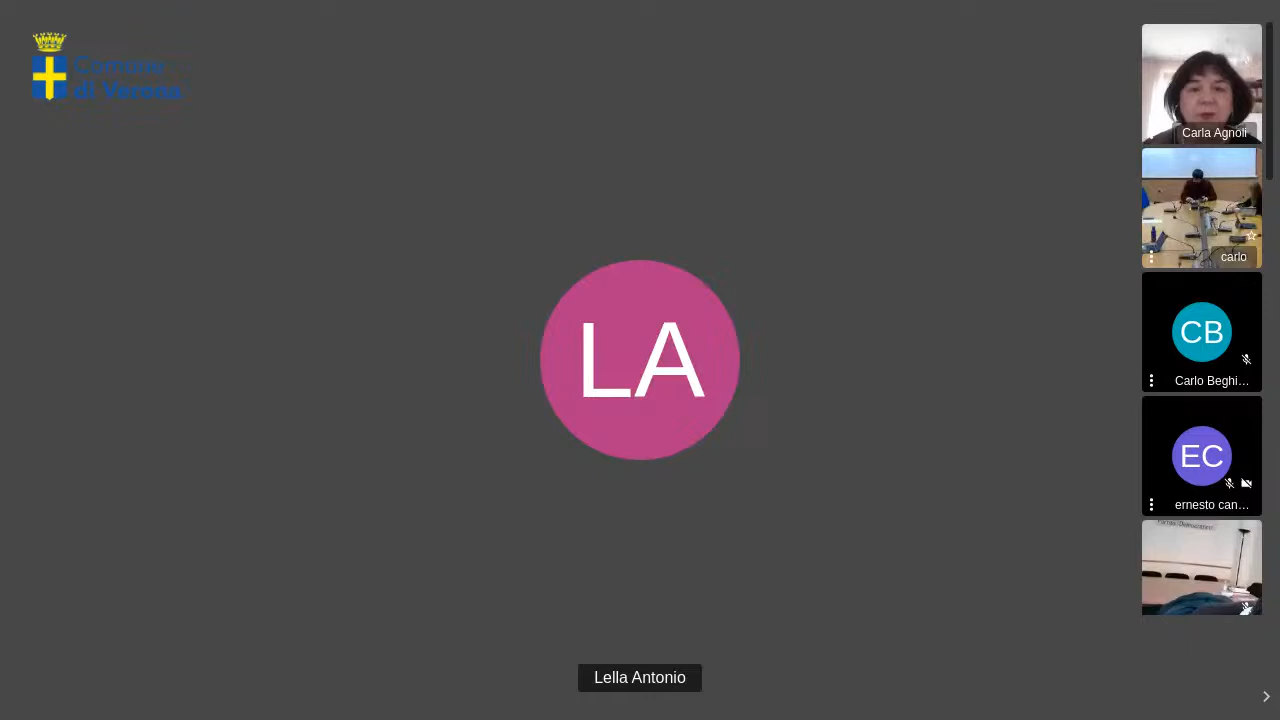 Comune
di Verona
LA
Lella Antonio
Carla Agnoli
carlo
CB
Carlo Beghi...
EC
ernesto can...